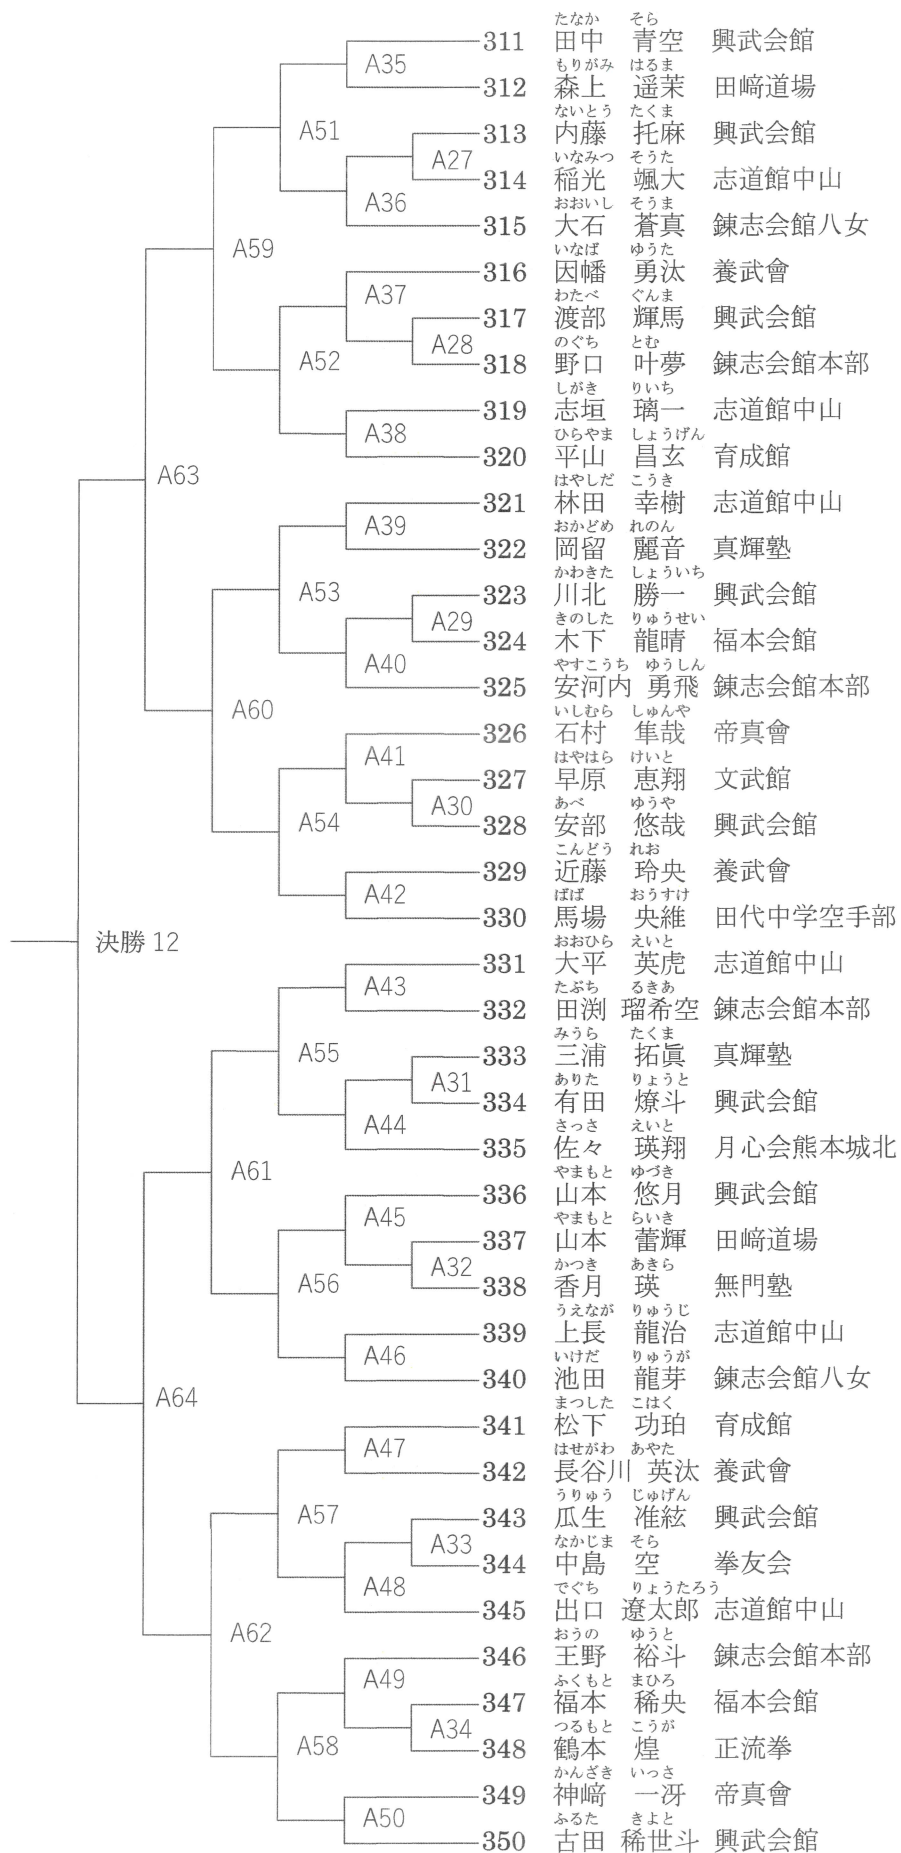 たなか そら
311 田中 青空 興武会館
A35
もりがみ はるま
312 森上 遥茉 田﨑道場
A51
ないとう たくま
313 内藤 托麻 興武会館
A27
いなみつ そうた
314 稲光 颯大 志道館中山
A36
おおいし そうま
315 大石 蒼真 錬志会館八女
A59
いなば ゆうた
316 因幡 勇汰 養武會
A37
わたべ ぐんま
317 渡部 輝馬 興武会館
A28
A52
のぐち とむ
318 野口 叶夢 錬志会館本部
しがき りいち
319 志垣 璃一 志道館中山
A38
ひらやま しょうげん
320 平山 昌玄 育成館
A63
はやしだ こうき
321 林田 幸樹 志道館中山
A39
おかどめ れのん
322 岡留 麗音 真輝塾
A53
かわきた しょういち
323 川北 勝一 興武会館
A29
きのした りゅうせい
324 木下 龍晴 福本会館
A40
やすこうち ゆうしん
325 安河内 勇飛 錬志会館本部
A60
いしむら しゅんや
326 石村 隼哉 帝真會
A41
はやはら けいと
327 早原 恵翔 文武館
A30
A54
あべ ゆうや
328 安部 悠哉 興武会館
こんどう れお
329 近藤 玲央 養武會
A42
ばば おうすけ
330 馬場 央維 田代中学空手部
決勝12
おおひら えいと
331 大平 英虎 志道館中山
A43
たぶち るきあ
332 田渕 瑠希空 錬志会館本部
A55
みうら たくま
333 三浦 拓眞 真輝塾
A31
ありた りょうと
334 有田 燎斗 興武会館
A44
さっさ えいと
335 佐々 瑛翔 月心会熊本城北
A61
やまもと ゆづき
336 山本 悠月 興武会館
A45
やまもと らいき
337 山本 蕾輝 田﨑道場
A32
A56
かつき あきら
338 香月 瑛 無門塾
うえなが りゅうじ
339 上長 龍治 志道館中山
A46
いけだ りゅうが
340 池田 龍芽 錬志会館八女
A64
まつした こはく
341 松下 功珀 育成館
A47
はせがわ あやた
342 長谷川 英汰 養武會
A57
うりゅう じゅげん
343 瓜生 准絃 興武会館
A33
なかじま そら
344 中島 空 拳友会
A48
でぐち りょうたろう
345 出口 遼太郎 志道館中山
A62
おうの ゆうと
346 王野 裕斗 錬志会館本部
A49
ふくもと まひろ
347 福本 稀央 福本会館
A34
A58
つるもと こうが
348 鶴本 煌 正流拳
かんざき いっさ
349 神﨑 一冴 帝真會
A50
ふるた きよと
350 古田 稀世斗 興武会館